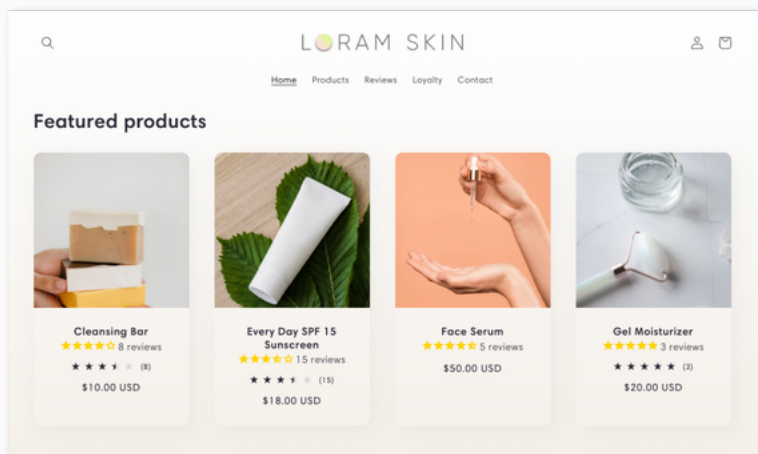 LORAM SKIN
Home Products Reviews Loyalty Contact
Featured products
Cleansing Bar
8 reviews
(8)
$10.00 USD
Every Day SPF 15
Sunscreen
15 reviews
(15)
$18.00 USD
Face Serum
5 reviews
$50.00 USD
Gel Moisturizer
3 reviews
(3)
$20.00 USD